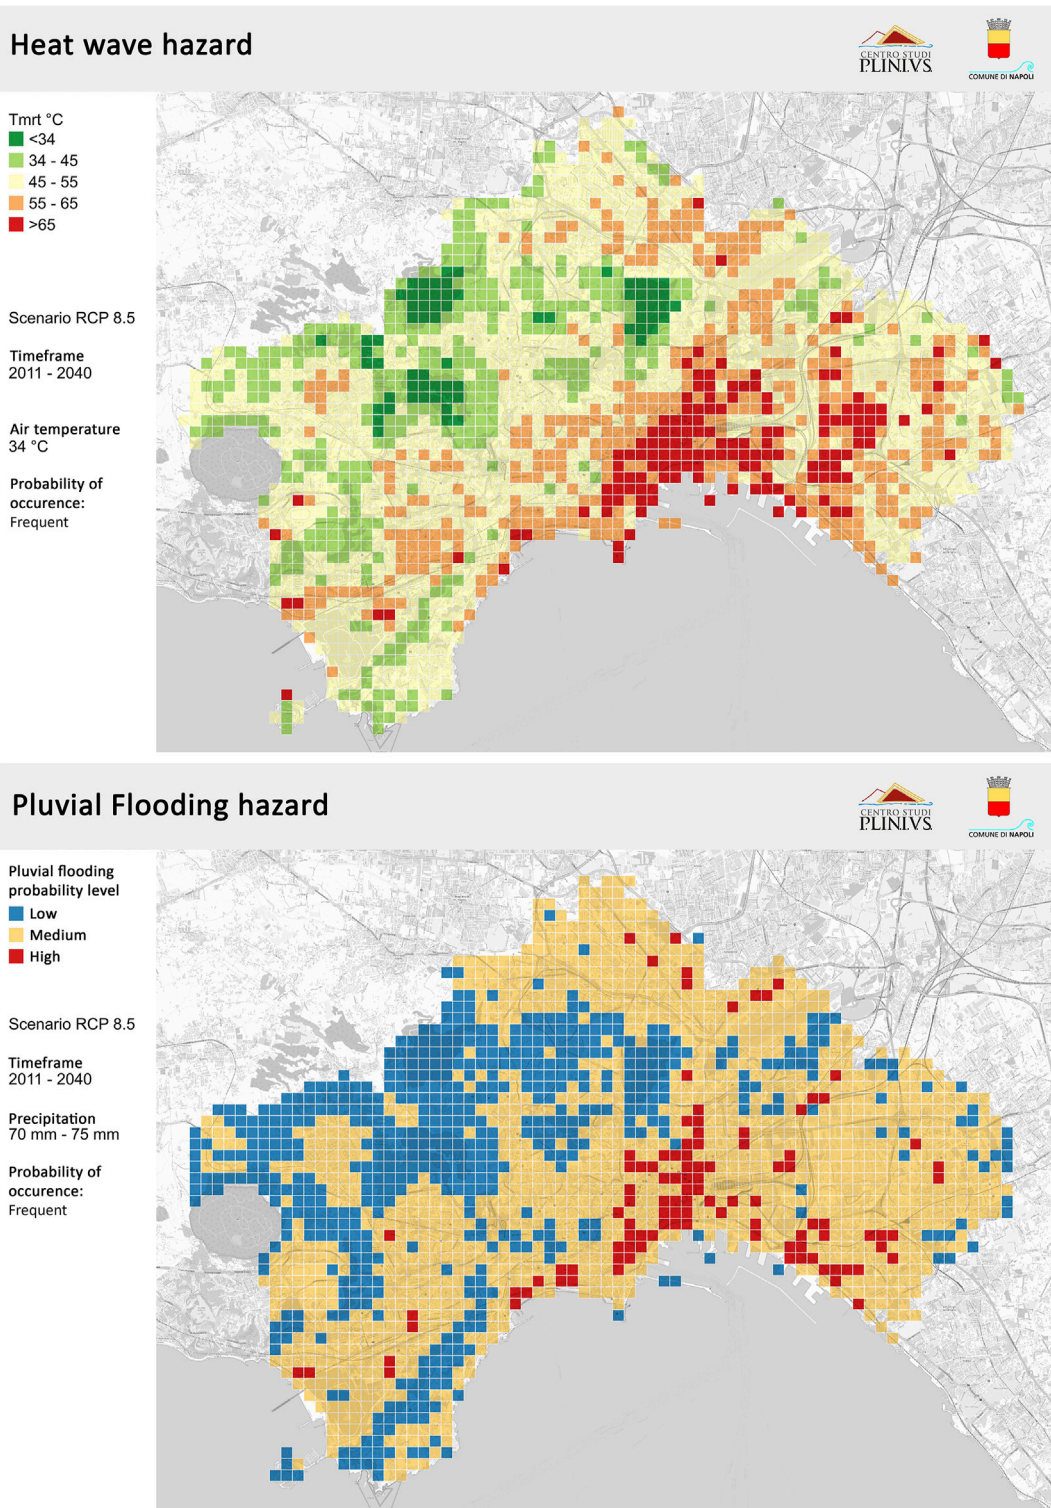 Heat wave hazard
CENTRO STUDI
PLINIVS
COMUNE DI NAPOLI
Tmrt °C
<34
34 - 45
45 - 55
55 - 65
>65
Scenario RCP 8.5
Timeframe
2011 - 2040
Air temperature
34 °C
Probability of
occurence:
Frequent
Pluvial Flooding hazard
CENTRO STUDI
PLINIVS
COMUNE DI NAPOLI
Pluvial flooding
probability level
Low
Medium
High
Scenario RCP 8.5
Timeframe
2011 - 2040
Precipitation
70 mm - 75 mm
Probability of
occurence:
Frequent